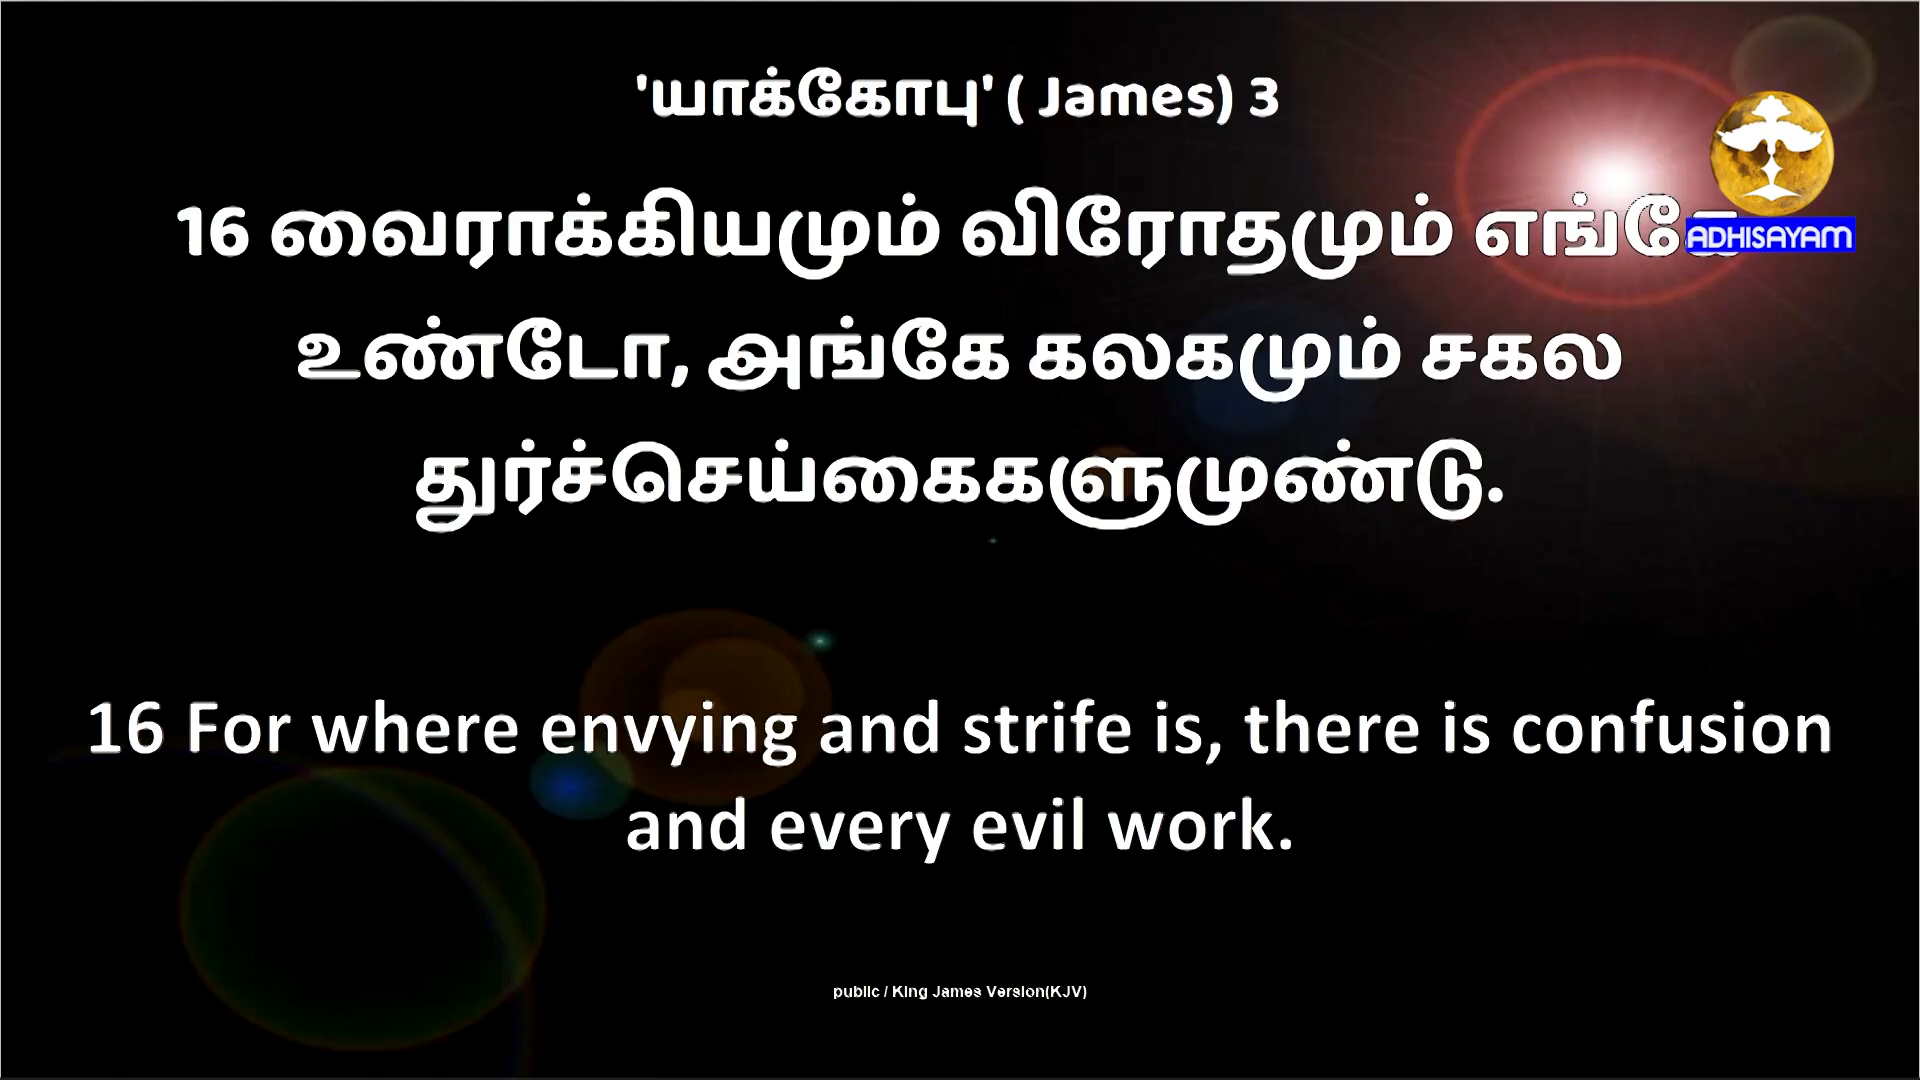 'யாக்கோபு' ( James) 3
16 வைராக்கியமும் விரோதமும் எங்கே
ADHISAYAM
உண்டோ, அங்கே கலகமும் சகல
துர்ச்செய்கைகளுமுண்டு.
16 For where envying and strife is, there is confusion
and every evil work.
public / King James Version(KJV)